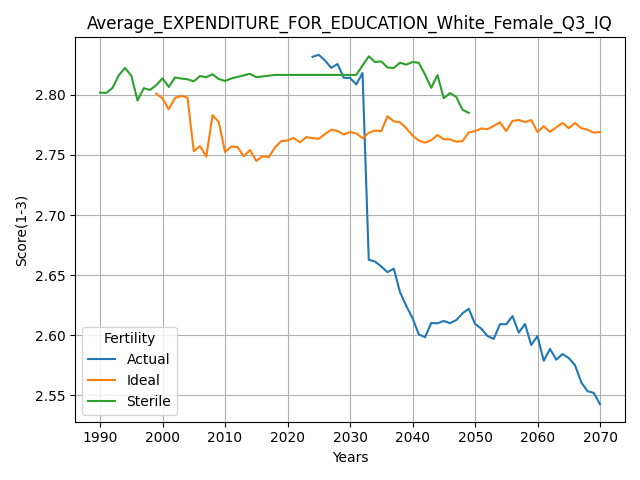 Average_EXPENDITURE_FOR_EDUCATION_White_Female_Q3_IQ
Score(1-3)
2.80
2.75
2.70
2.65
2.60
2.55
Fertility
Actual
Ideal
Sterile
1990 2000 2010 2020 2030 2040 2050 2060 2070
Years